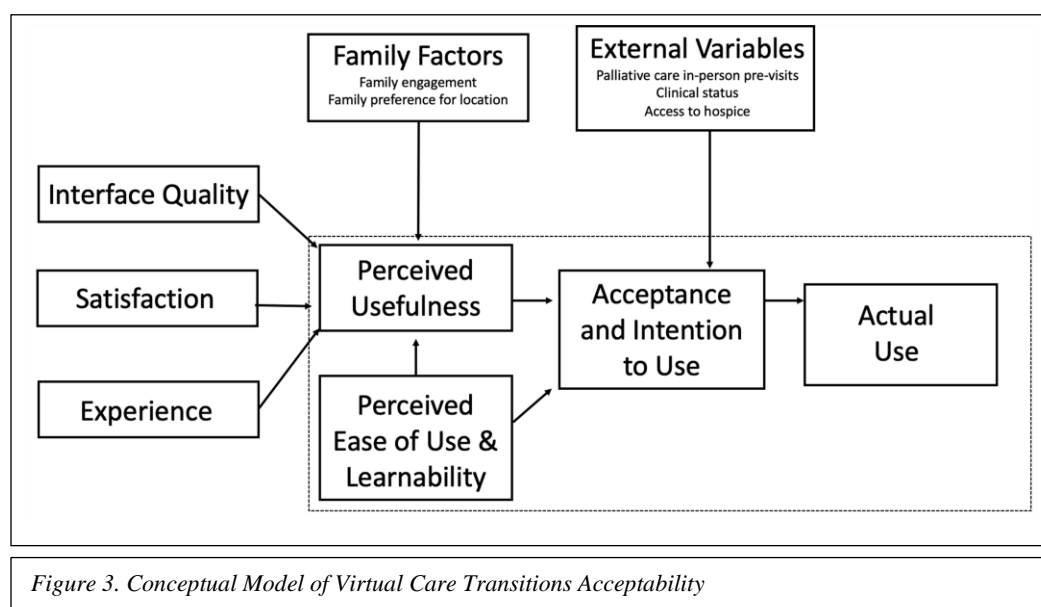 Family Factors
Family engagement
Family preference for location
External Variables
Palliative care in-person pre-visits
Clinical status
Access to hospice
Interface Quality
Satisfaction
Experience
Perceived
Usefulness
Perceived
Ease of Use &
Learnability
Acceptance
and Intention
to Use
Actual
Use
Figure 3. Conceptual Model of Virtual Care Transitions Acceptability